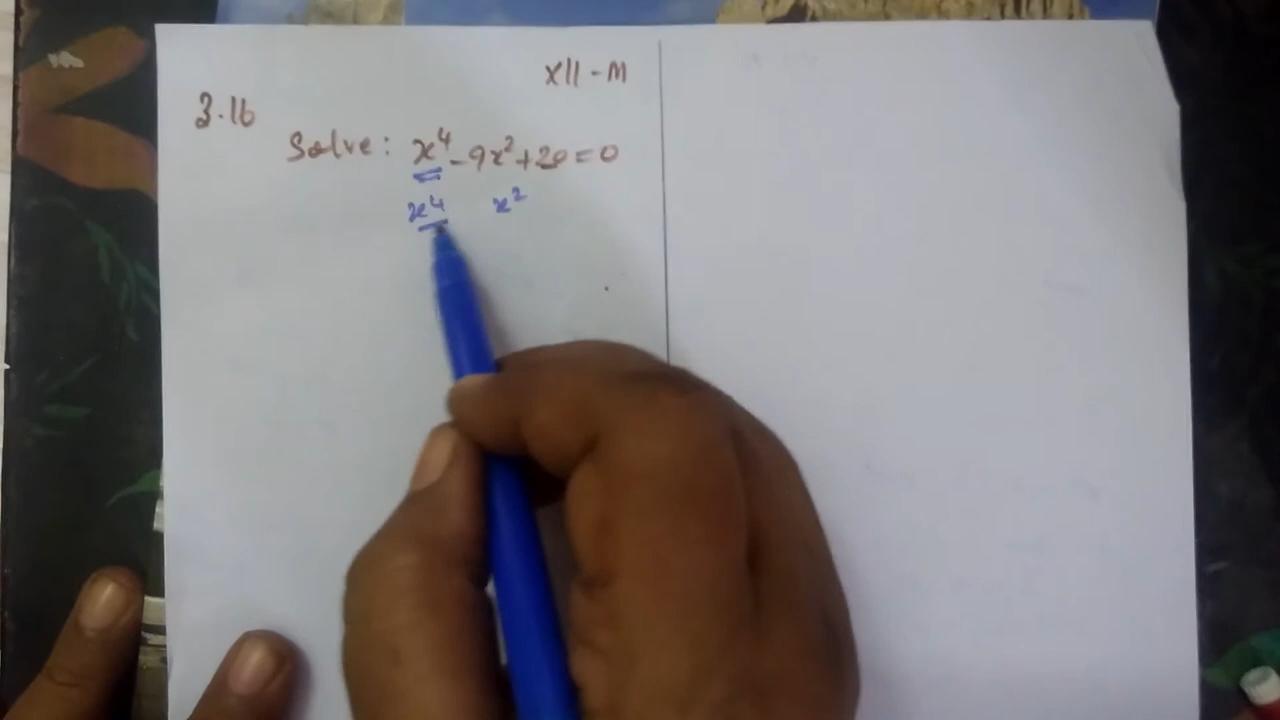 XII - M
3.16
Solve: x⁴ - 9x² + 20 = 0
x⁴ x²